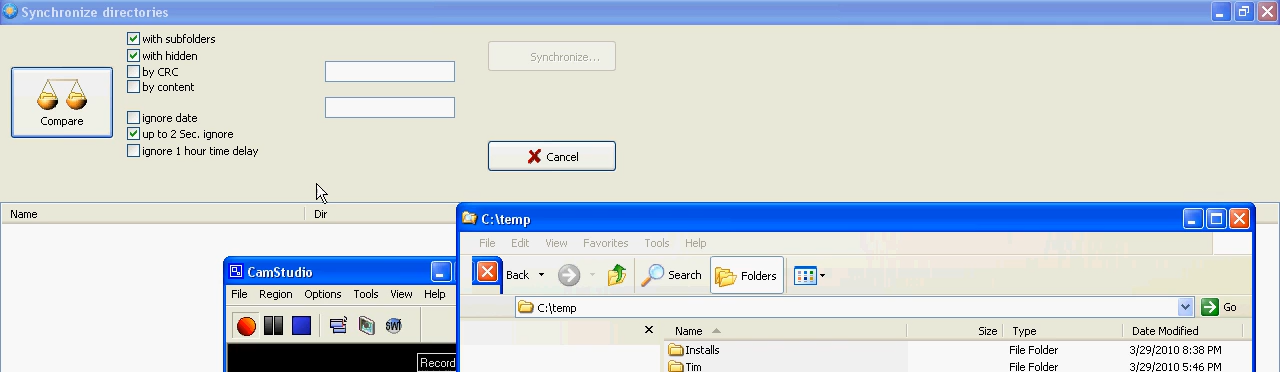 Synchronize directories
with subfolders
with hidden
by CRC
by content
Compare
ignore date
up to 2 Sec. ignore
ignore 1 hour time delay
Synchronize...
Cancel
Name Dir
C:\temp
File Edit View Favorites Tools Help
Back Search Folders
C:\temp Go
Name Size Type Date Modified
Installs File Folder 3/29/2010 8:38 PM
Tim File Folder 3/29/2010 5:46 PM
CamStudio
File Region Options Tools View Help
SWF
Record